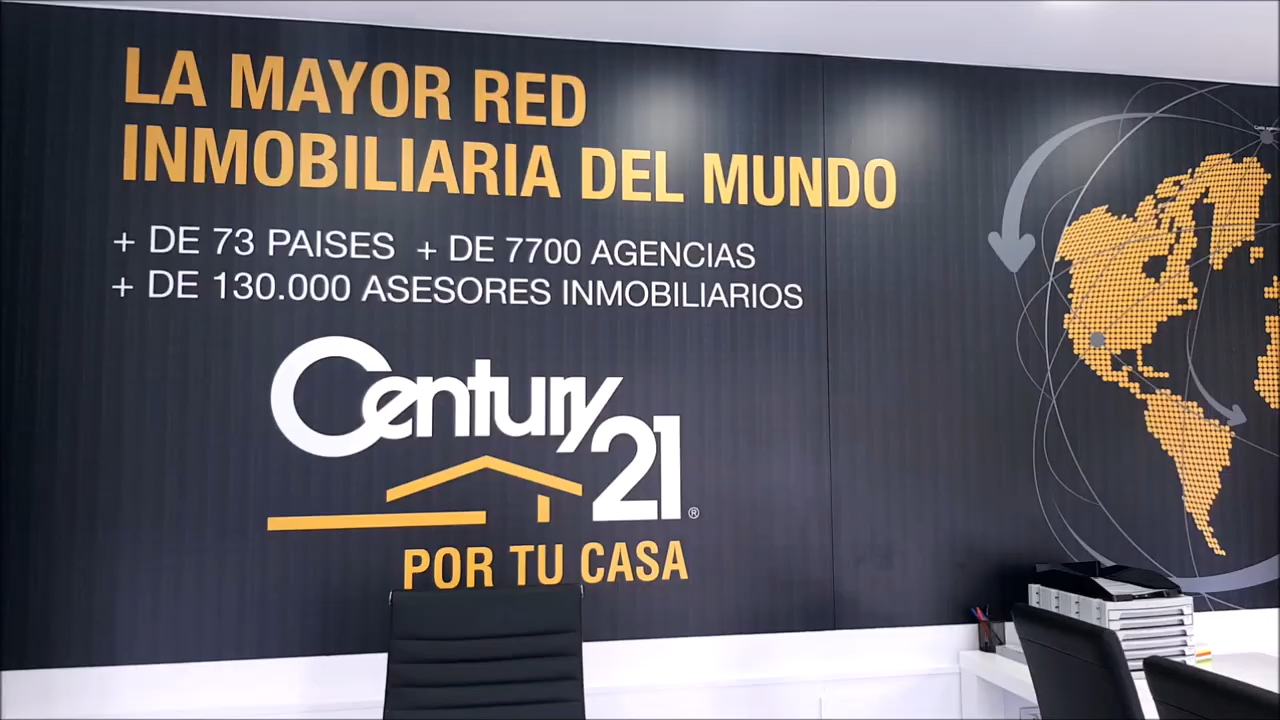 LA MAYOR RED
INMOBILIARIA DEL MUNDO
+ DE 73 PAISES + DE 7700 AGENCIAS
+ DE 130.000 ASESORES INMOBILIARIOS
Century
21®
POR TU CASA